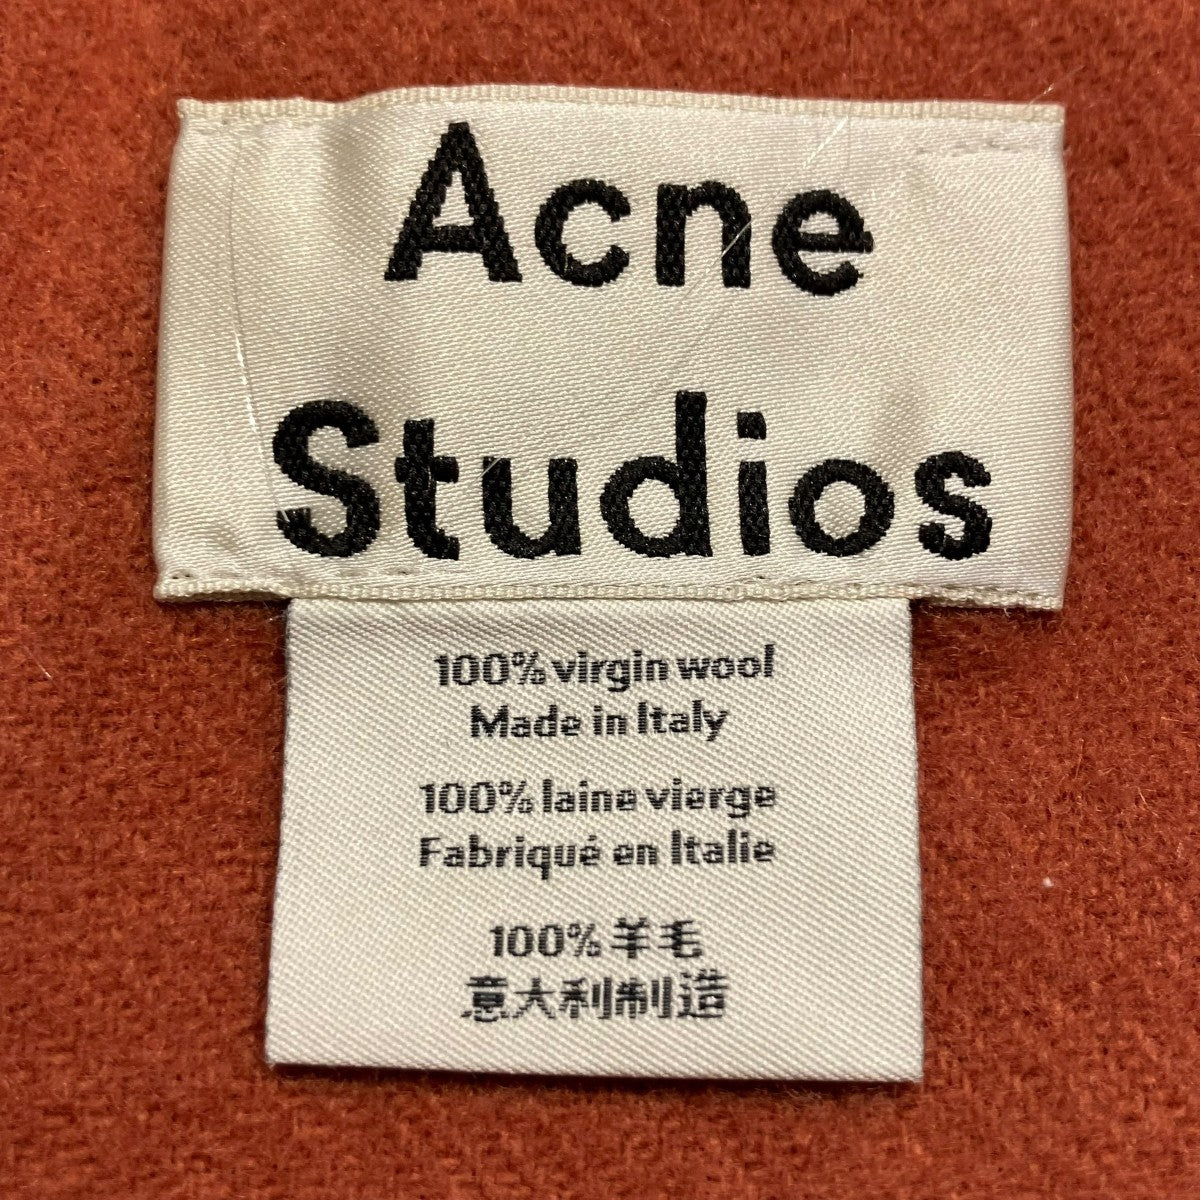 Acne
Studios
100% virgin wool
Made in Italy
100% laine vierge
Fabriqué en Italie
100% 羊毛
意大利制造